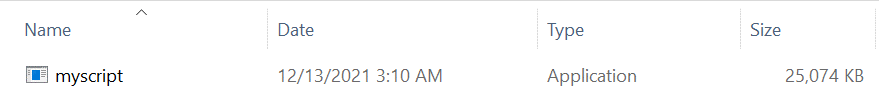 Name Date Type Size
myscript 12/13/2021 3:10 AM Application 25,074 KB